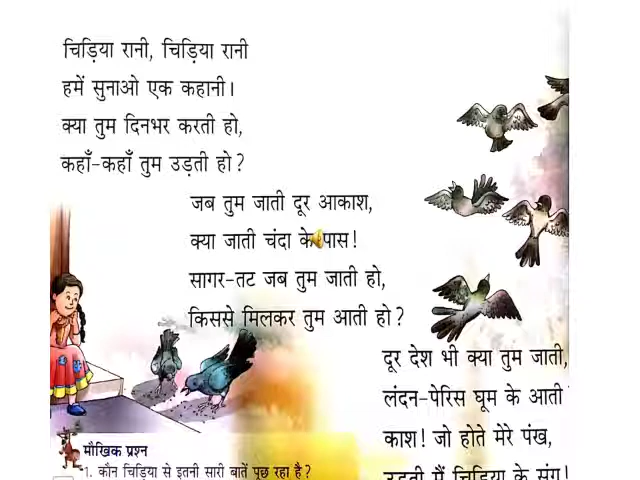 चिड़िया रानी, चिड़िया रानी
हमें सुनाओ एक कहानी।
क्या तुम दिनभर करती हो,
कहाँ-कहाँ तुम उड़ती हो?
जब तुम जाती दूर आकाश,
क्या जाती चंदा के पास!
सागर-तट जब तुम जाती हो,
किससे मिलकर तुम आती हो?
दूर देश भी क्या तुम जाती,
लंदन-पेरिस घूम के आती
काश! जो होते मेरे पंख,
उड़ती मैं चिड़िया के संग!
मौखिक प्रश्न
1. कौन चिड़िया से इतनी सारी बातें पूछ रहा है?